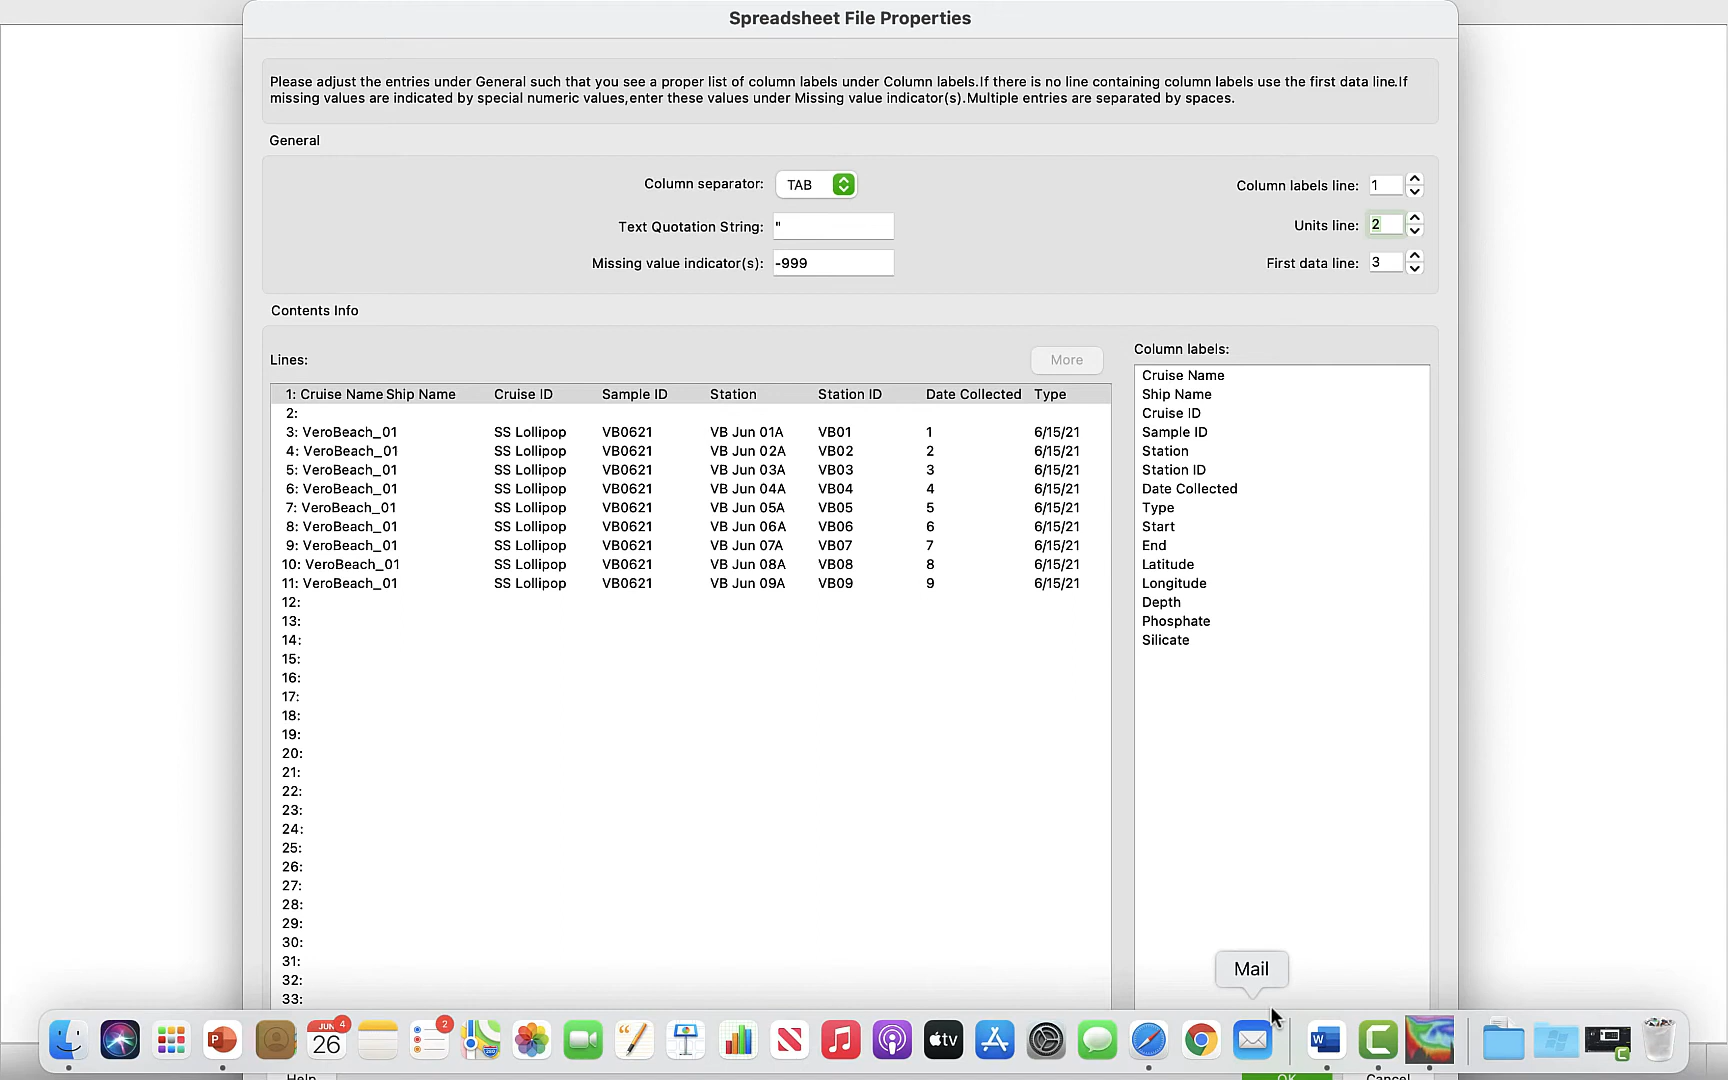 Spreadsheet File Properties
Please adjust the entries under General such that you see a proper list of column labels under Column labels.If there is no line containing column labels use the first data line.If
missing values are indicated by special numeric values,enter these values under Missing value indicator(s).Multiple entries are separated by spaces.
General
Column separator: TAB
Column labels line: 1
Text Quotation String: "
Units line: 2
Missing value indicator(s): -999
First data line: 3
Contents Info
Lines:
More
Column labels:
1: Cruise Name Ship Name Cruise ID Sample ID Station Station ID Date Collected Type
2:
3: VeroBeach_01 SS Lollipop VB0621 VB Jun 01A VB01 1 6/15/21
4: VeroBeach_01 SS Lollipop VB0621 VB Jun 02A VB02 2 6/15/21
5: VeroBeach_01 SS Lollipop VB0621 VB Jun 03A VB03 3 6/15/21
6: VeroBeach_01 SS Lollipop VB0621 VB Jun 04A VB04 4 6/15/21
7: VeroBeach_01 SS Lollipop VB0621 VB Jun 05A VB05 5 6/15/21
8: VeroBeach_01 SS Lollipop VB0621 VB Jun 06A VB06 6 6/15/21
9: VeroBeach_01 SS Lollipop VB0621 VB Jun 07A VB07 7 6/15/21
10: VeroBeach_01 SS Lollipop VB0621 VB Jun 08A VB08 8 6/15/21
11: VeroBeach_01 SS Lollipop VB0621 VB Jun 09A VB09 9 6/15/21
12:
13:
14:
15:
16:
17:
18:
19:
20:
21:
22:
23:
24:
25:
26:
27:
28:
29:
30:
31:
32:
33:
Cruise Name
Ship Name
Cruise ID
Sample ID
Station
Station ID
Date Collected
Type
Start
End
Latitude
Longitude
Depth
Phosphate
Silicate
Mail
JUN 4
26
2
tv
Help
OK
Cancel